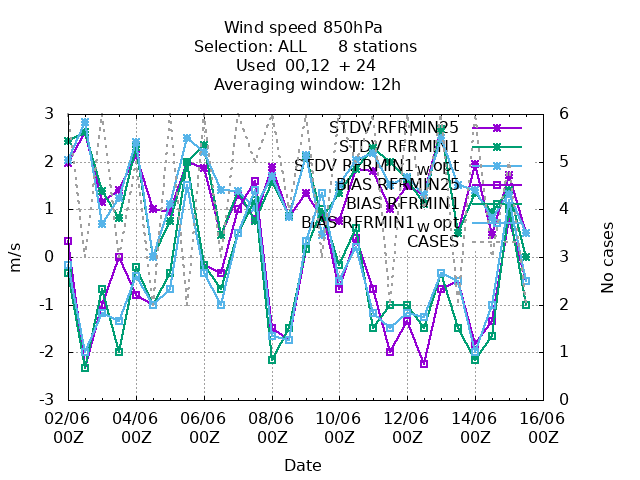 Wind speed 850hPa
Selection: ALL 8 stations
Used 00,12 + 24
Averaging window: 12h
3 6
STDV RFRMIN25
STDV RFRMIN1
2 5
STDV RFRMIN1_w_opt
BIAS RFRMIN25
BIAS RFRMIN1
1 4
BIAS RFRMIN1_w_opt
CASES
m/s
0 3
No cases
-1 2
-2 1
-3 0
02/06 04/06 06/06 08/06 10/06 12/06 14/06 16/06
00Z 00Z 00Z 00Z 00Z 00Z 00Z 00Z
Date